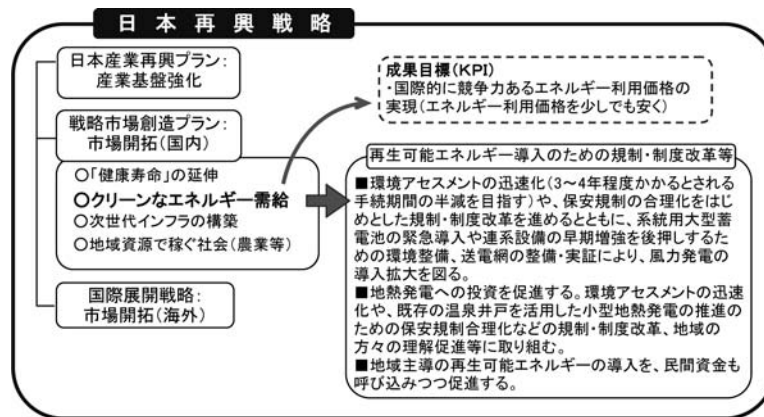 日本再興戦略
日本産業再興プラン：
産業基盤強化
戦略市場創造プラン：
市場開拓(国内)
○「健康寿命」の延伸
○クリーンなエネルギー需給
○次世代インフラの構築
○地域資源で稼ぐ社会(農業等)
国際展開戦略：
市場開拓(海外)
成果目標(KPI)
・国際的に競争力あるエネルギー利用価格の
実現(エネルギー利用価格を少しでも安く)
再生可能エネルギー導入のための規制・制度改革等
■環境アセスメントの迅速化(3～4年程度かかるとされる
手続期間の半減を目指す)や、保安規制の合理化をはじ
めとした規制・制度改革を進めるとともに、系統用大型蓄
電池の緊急導入や連系設備の早期増強を後押しするた
めの環境整備、送電網の整備・実証により、風力発電の
導入拡大を図る。
■地熱発電への投資を促進する。環境アセスメントの迅速
化や、既存の温泉井戸を活用した小型地熱発電の推進の
ための保安規制合理化などの規制・制度改革、地域の
方々の理解促進等に取り組む。
■地域主導の再生可能エネルギーの導入を、民間資金も
呼び込みつつ促進する。